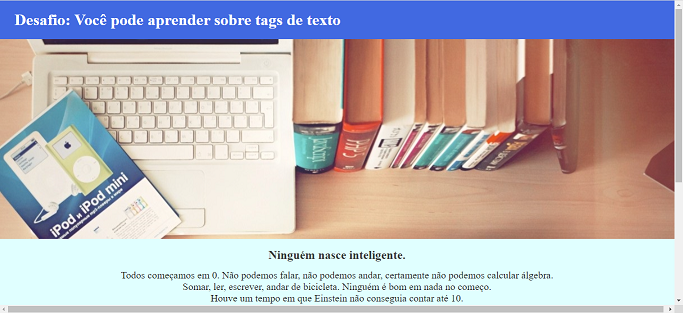 Desafio: Você pode aprender sobre tags de texto
iPod и iPod mini
Ninguém nasce inteligente.
Todos começamos em 0. Não podemos falar, não podemos andar, certamente não podemos calcular álgebra.
Somar, ler, escrever, andar de bicicleta. Ninguém é bom em nada no começo.
Houve um tempo em que Einstein não conseguia contar até 10.